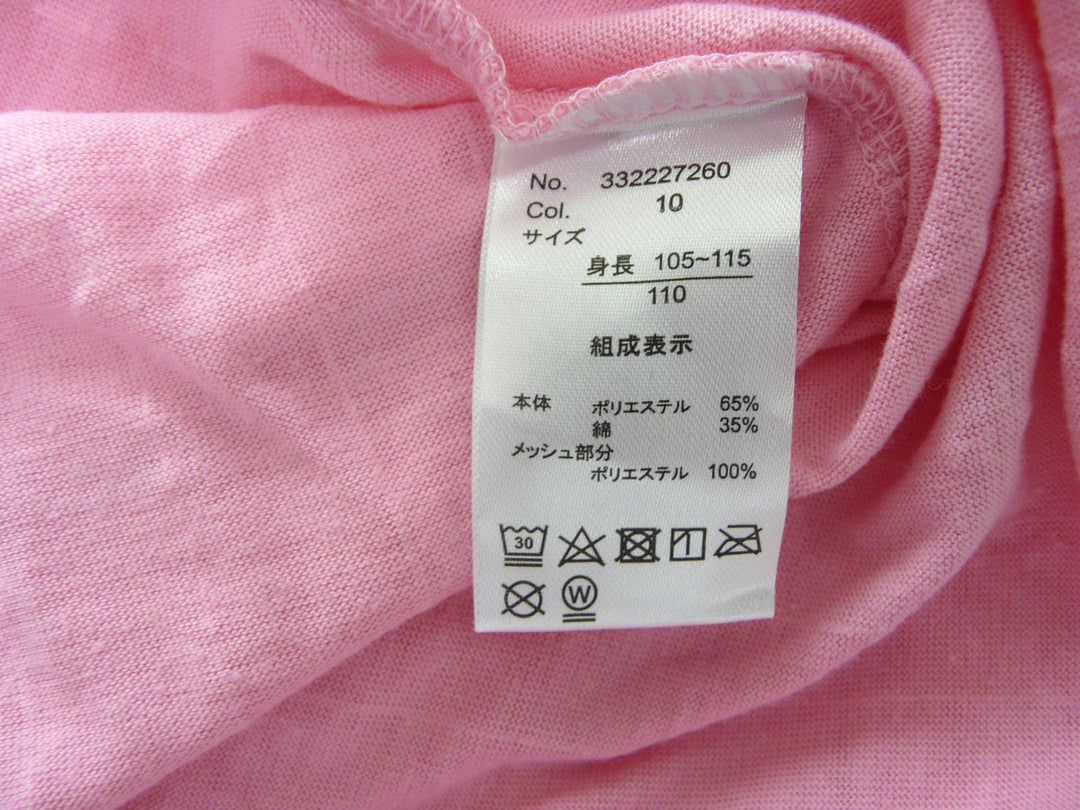 No. 332227260
Col. 10
サイズ
身長 105~115
110
組成表示
本体 ポリエステル 65%
綿 35%
メッシュ部分
ポリエステル 100%
30
W